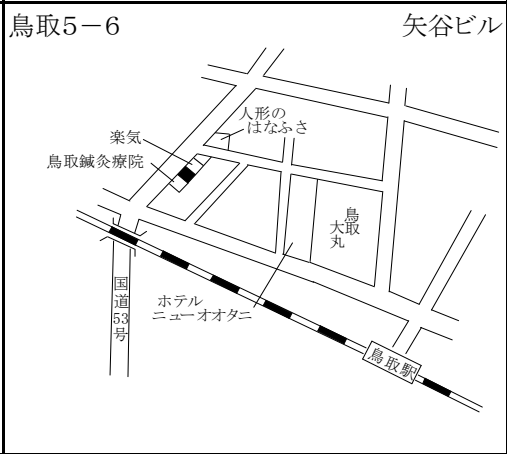 鳥取5－6
矢谷ビル
人形の
はなふさ
楽気
鳥取鍼灸療院
鳥取
大丸
国道53号
ホテル
ニューオオタニ
鳥取駅